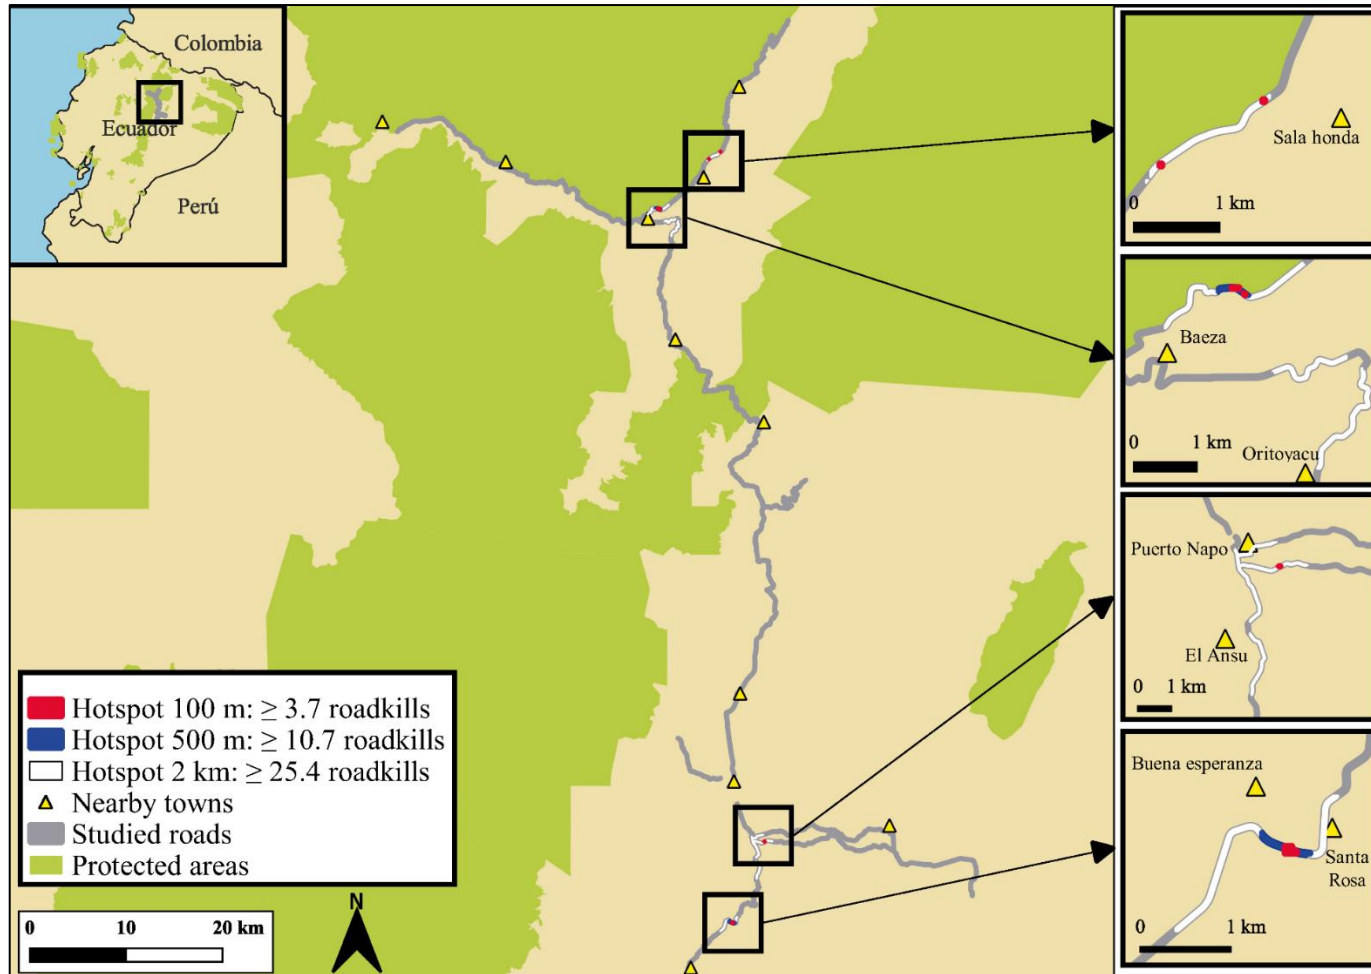 Colombia
Ecuador
Perú
Hotspot 100 m: ≥ 3.7 roadkills
Hotspot 500 m: ≥ 10.7 roadkills
Hotspot 2 km: ≥ 25.4 roadkills
Nearby towns
Studied roads
Protected areas
0 10 20 km
N
Sala honda
0 1 km
Baeza
0 1 km
Oritoyacu
Puerto Napo
El Ansu
0 1 km
Buena esperanza
Santa
Rosa
0 1 km